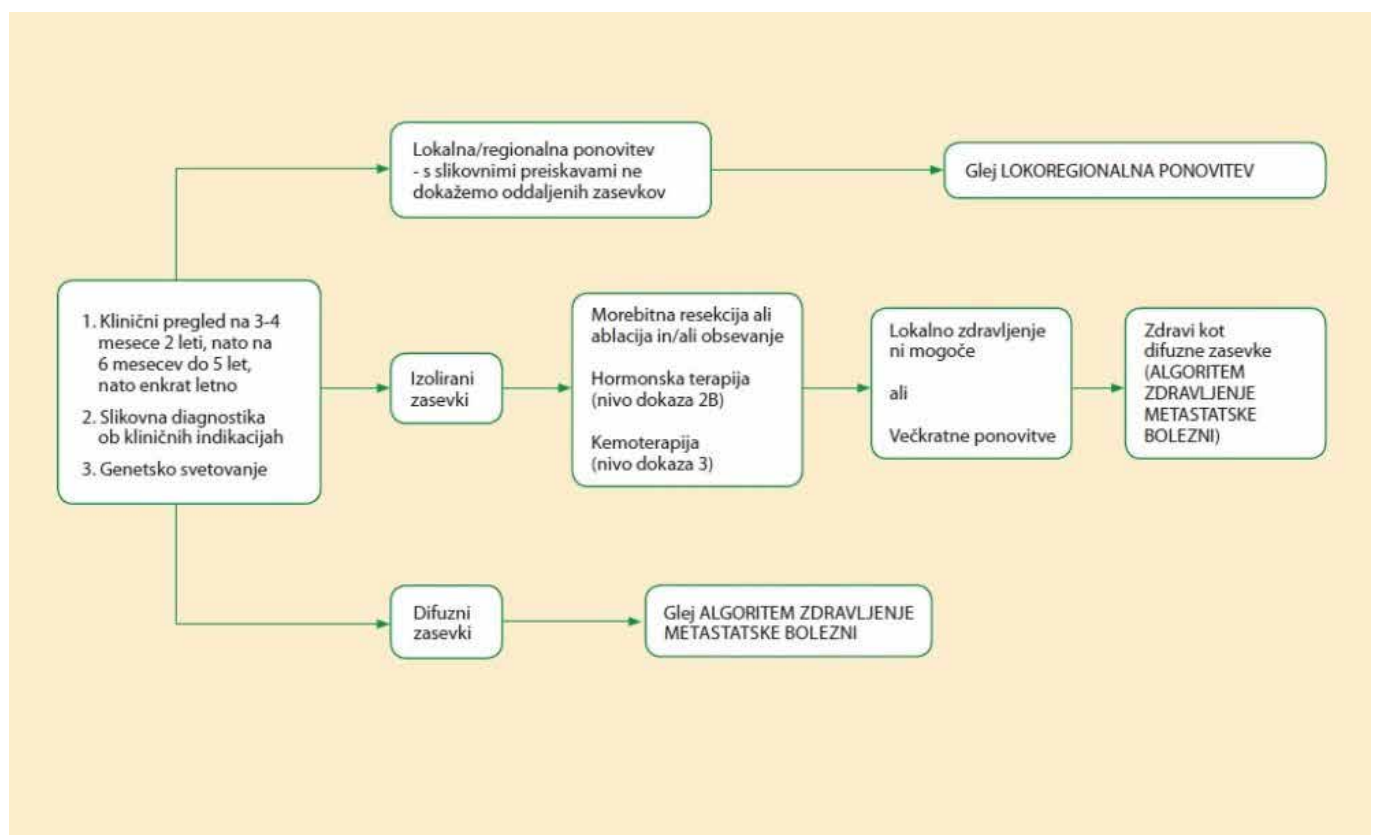 Lokalna/regionalna ponovitev
- s slikovnimi preiskavami ne
dokažemo oddaljenih zasevkov
Glej LOKOREGIONALNA PONOVITEV
1. Klinični pregled na 3-4
mesece 2 leti, nato na
6 mesecev do 5 let,
nato enkrat letno
2. Slikovna diagnostika
ob kliničnih indikacijah
3. Genetsko svetovanje
Izolirani
zasevki
Morebitna resekcija ali
ablacija in/ali obsevanje
Hormonska terapija
(nivo dokaza 2B)
Kemoterapija
(nivo dokaza 3)
Lokalno zdravljenje
ni mogoče
ali
Večkratne ponovitve
Zdravi kot
difuzne zasevke
(ALGORITEM
ZDRAVLJENJE
METASTATSKE
BOLEZNI)
Difuzni
zasevki
Glej ALGORITEM ZDRAVLJENJE
METASTATSKE BOLEZNI